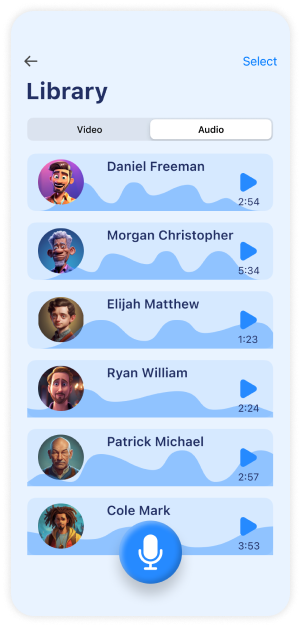 Select
Library
Video Audio
Daniel Freeman
2:54
Morgan Christopher
5:34
Elijah Matthew
1:23
Ryan William
2:24
Patrick Michael
2:57
Cole Mark
3:53